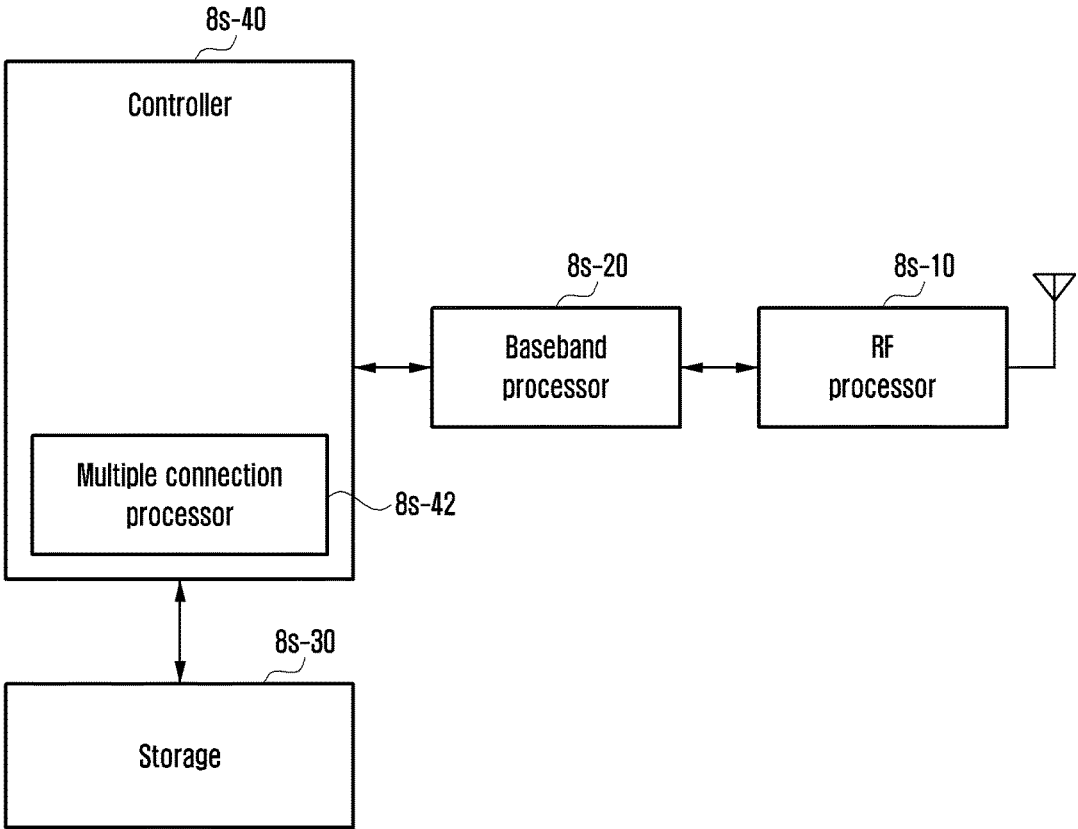 8s-40
Controller
8s-20
8s-10
Baseband
processor
RF
processor
Multiple connection
processor
8s-42
8s-30
Storage